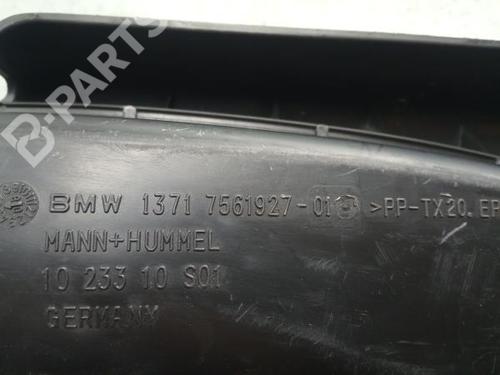 B-PARTS
BMW 1371 7561927-01 >PP-TX20. EP
MANN+HUMMEL
10 233 10 S01
GERMANY